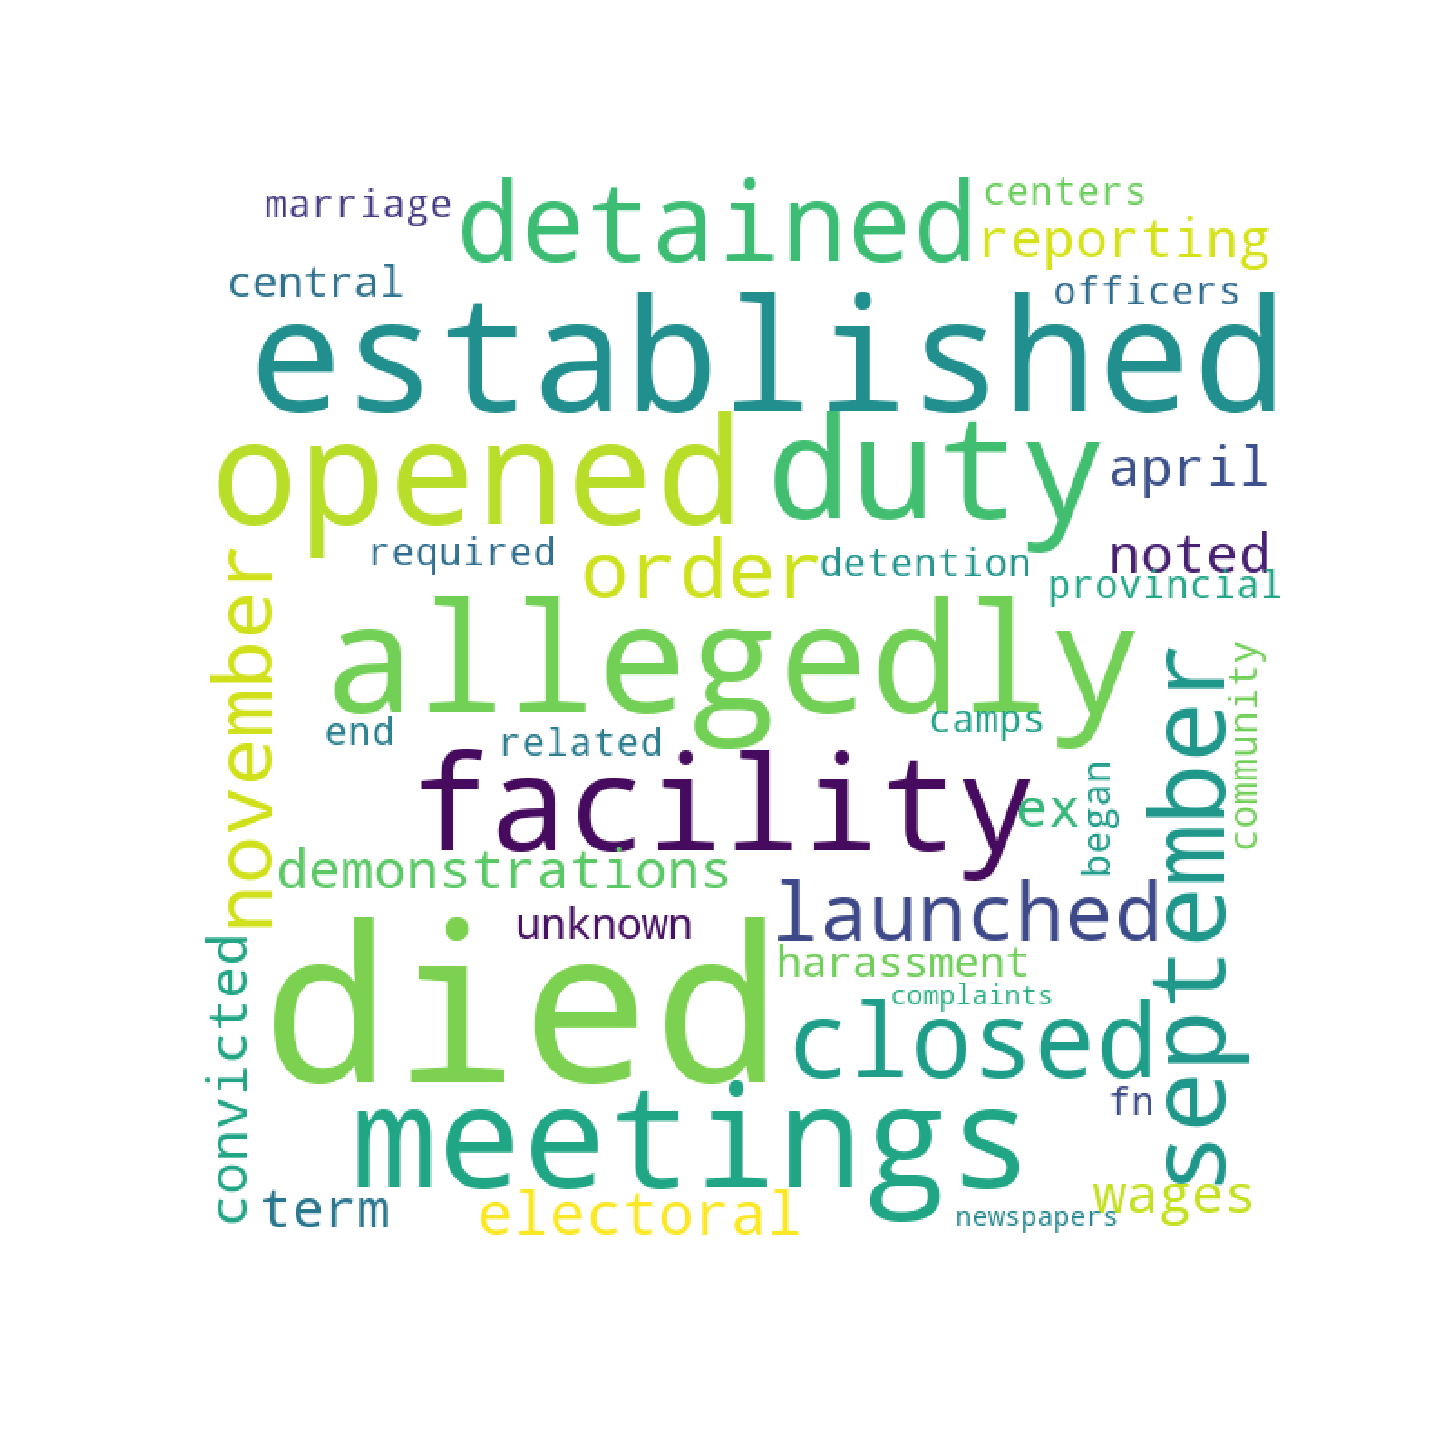 marriage
detained
centers
reporting
central
officers
established
opened
duty
april
required
order
detention
noted
provincial
november
allegedly
september
community
end
related
camps
facility
ex
began
demonstrations
launched
unknown
convicted
died
harassment
complaints
closed
meetings
fn
term
electoral
wages
newspapers